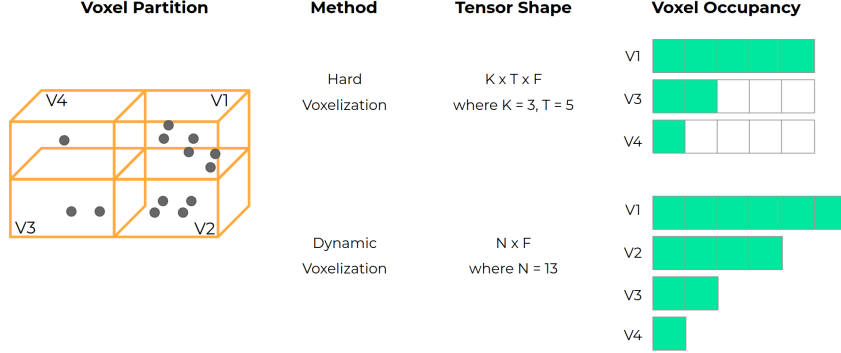 Voxel Partition
Method
Tensor Shape
Voxel Occupancy
V4
V1
V3
V2
Hard
Voxelization
K x T x F
where K = 3, T = 5
V1
V3
V4
Dynamic
Voxelization
N x F
where N = 13
V1
V2
V3
V4